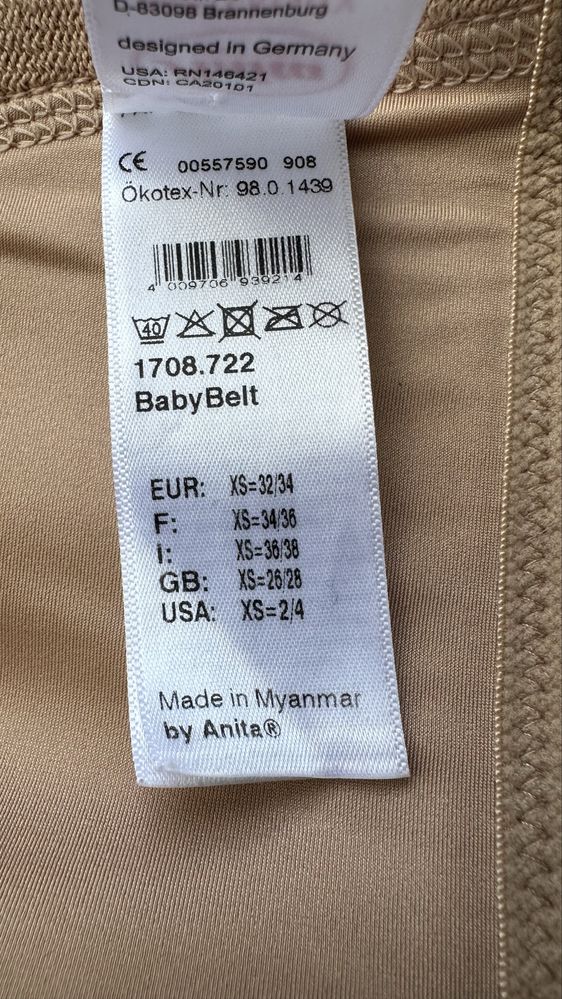 D-83098 Brannenburg
designed in Germany
USA: RN146421
CDN: CA20101
CE 00557590 908
Ökotex-Nr: 98.0.1439
4 009706 939214
40
1708.722
BabyBelt
EUR: XS=32/34
F: XS=34/36
I: XS=36/38
GB: XS=26/28
USA: XS=2/4
Made in Myanmar
by Anita®